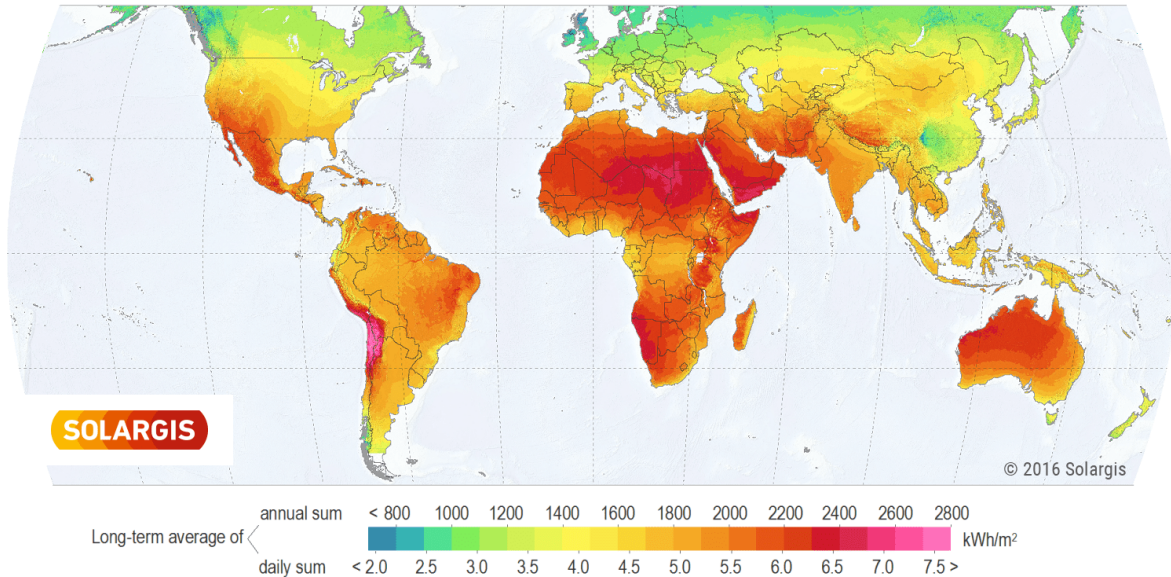 SOLARGIS
© 2016 Solargis
annual sum < 800 1000 1200 1400 1600 1800 2000 2200 2400 2600 2800
Long-term average of kWh/m²
daily sum < 2.0 2.5 3.0 3.5 4.0 4.5 5.0 5.5 6.0 6.5 7.0 7.5 >